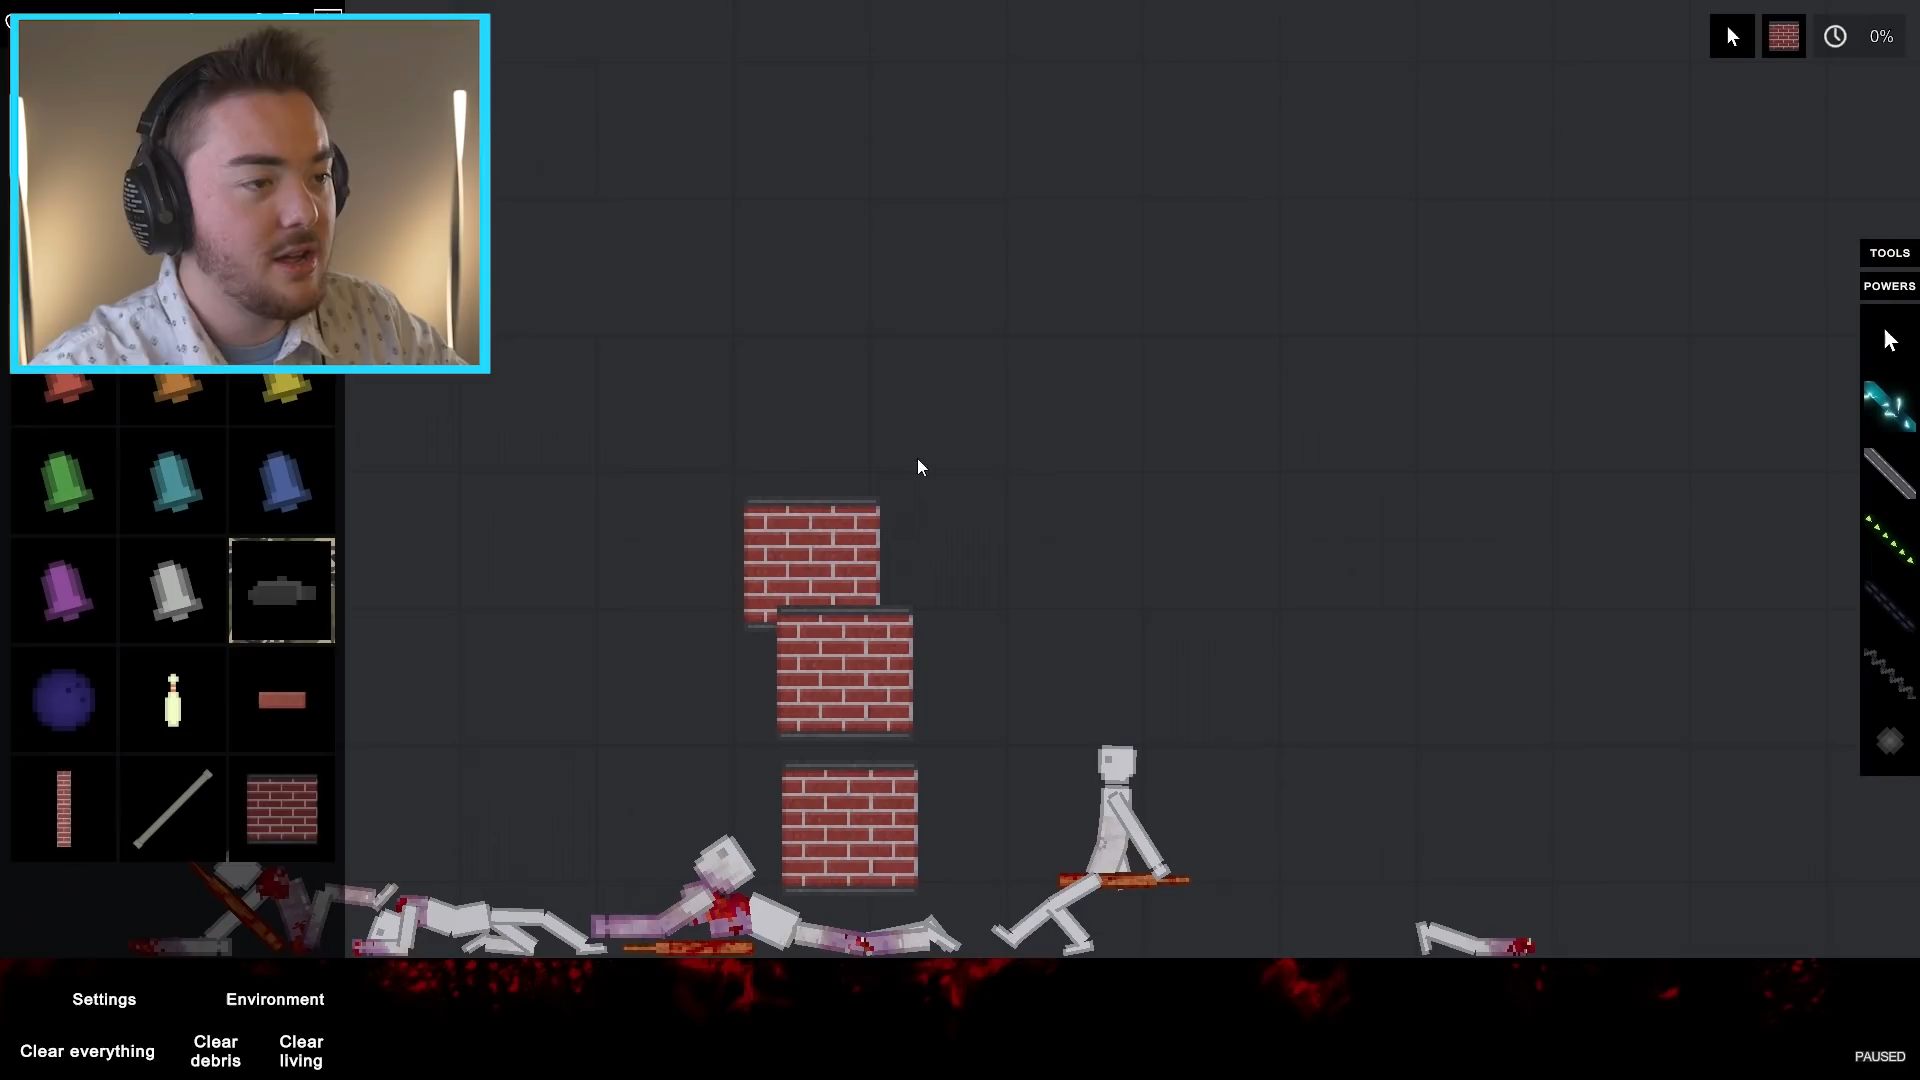 0%
TOOLS
POWERS
Settings
Environment
Clear everything
Clear
debris
Clear
living
PAUSED